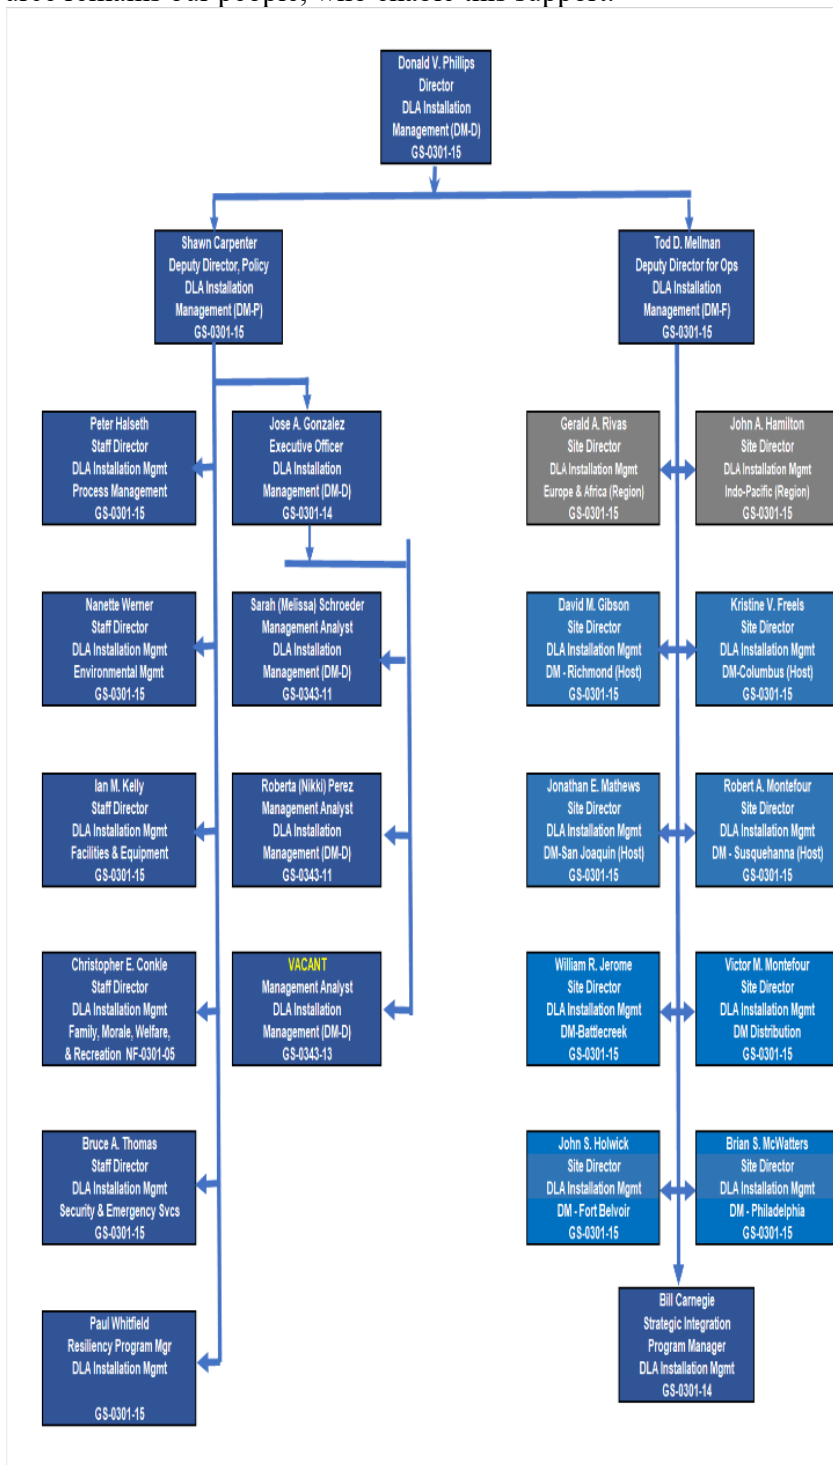 area remains our people, who enable this support.
Donald V. Phillips
Director
DLA Installation
Management (DM-D)
GS-0301-15
Shawn Carpenter
Deputy Director, Policy
DLA Installation
Management (DM-P)
GS-0301-15
Tod D. Mellman
Deputy Director for Ops
DLA Installation
Management (DM-F)
GS-0301-15
Peter Halseth
Staff Director
DLA Installation Mgmt
Process Management
GS-0301-15
Jose A. Gonzalez
Executive Officer
DLA Installation
Management (DM-D)
GS-0301-14
Gerald A. Rivas
Site Director
DLA Installation Mgmt
Europe & Africa (Region)
GS-0301-15
John A. Hamilton
Site Director
DLA Installation Mgmt
Indo-Pacific (Region)
GS-0301-15
Nanette Werner
Staff Director
DLA Installation Mgmt
Environmental Mgmt
GS-0301-15
Sarah (Melissa) Schroeder
Management Analyst
DLA Installation
Management (DM-D)
GS-0343-11
David M. Gibson
Site Director
DLA Installation Mgmt
DM - Richmond (Host)
GS-0301-15
Kristine V. Freels
Site Director
DLA Installation Mgmt
DM-Columbus (Host)
GS-0301-15
Ian M. Kelly
Staff Director
DLA Installation Mgmt
Facilities & Equipment
GS-0301-15
Roberta (Nikki) Perez
Management Analyst
DLA Installation
Management (DM-D)
GS-0343-11
Jonathan E. Mathews
Site Director
DLA Installation Mgmt
DM-San Joaquin (Host)
GS-0301-15
Robert A. Montefour
Site Director
DLA Installation Mgmt
DM - Susquehanna (Host)
GS-0301-15
Christopher E. Conkle
Staff Director
DLA Installation Mgmt
Family, Morale, Welfare,
& Recreation NF-0301-05
VACANT
Management Analyst
DLA Installation
Management (DM-D)
GS-0343-13
William R. Jerome
Site Director
DLA Installation Mgmt
DM-Battlecreek
GS-0301-15
Victor M. Montefour
Site Director
DLA Installation Mgmt
DM Distribution
GS-0301-15
Bruce A. Thomas
Staff Director
DLA Installation Mgmt
Security & Emergency Svcs
GS-0301-15
John S. Holwick
Site Director
DLA Installation Mgmt
DM - Fort Belvoir
GS-0301-15
Brian S. McWatters
Site Director
DLA Installation Mgmt
DM - Philadelphia
GS-0301-15
Paul Whitfield
Resiliency Program Mgr
DLA Installation Mgmt
GS-0301-15
Bill Carnegie
Strategic Integration
Program Manager
DLA Installation Mgmt
GS-0301-14